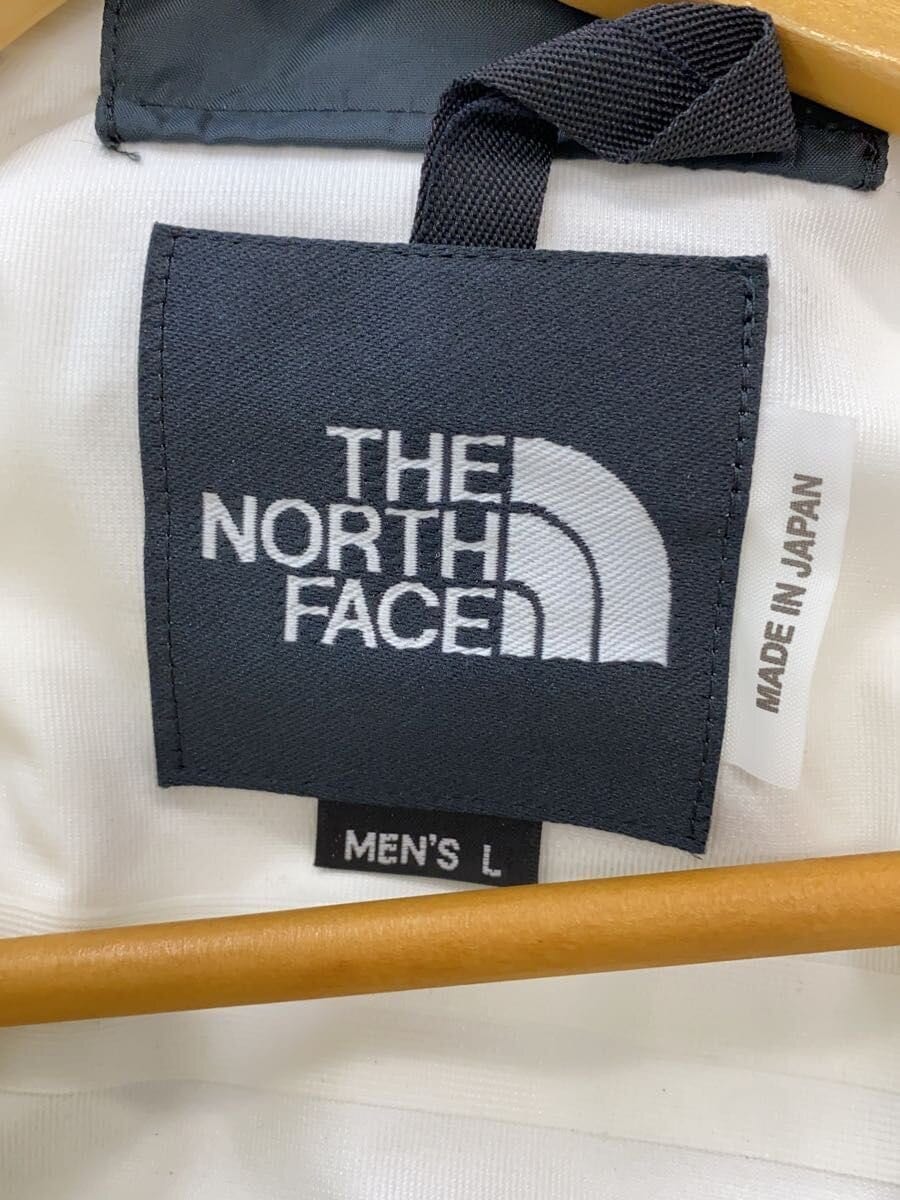 THE
NORTH
FACE
MADE IN JAPAN
MEN'S L